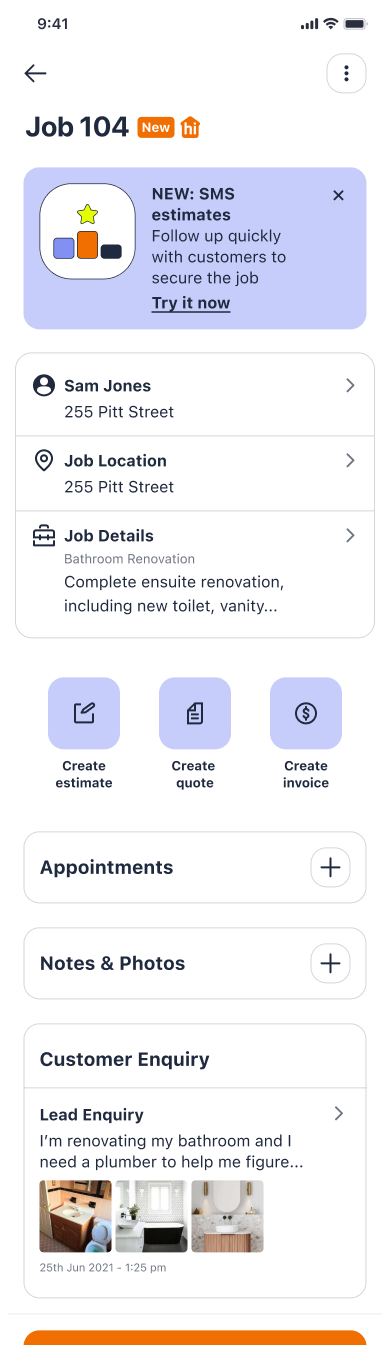 9:41
Job 104 New hi
NEW: SMS
estimates
Follow up quickly
with customers to
secure the job
Try it now
Sam Jones
255 Pitt Street
Job Location
255 Pitt Street
Job Details
Bathroom Renovation
Complete ensuite renovation,
including new toilet, vanity...
Create
estimate
Create
quote
Create
invoice
Appointments
Notes & Photos
Customer Enquiry
Lead Enquiry
I’m renovating my bathroom and I
need a plumber to help me figure...
25th Jun 2021 - 1:25 pm